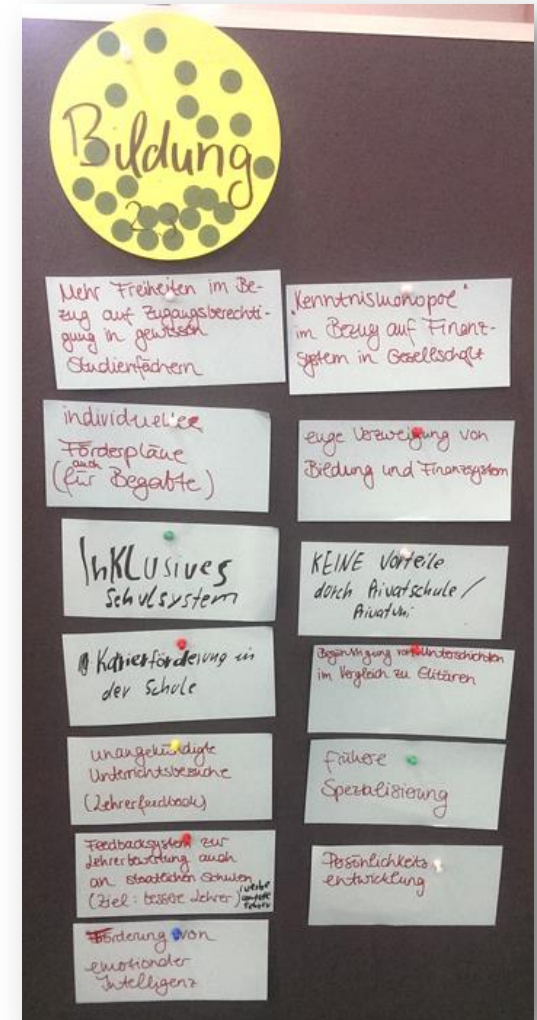 Bildung
23
Mehr Freiheiten im Be-
zug auf Zugangsberechti-
gung in gewissen
Studienfächern
individuelle
Förderpläne
auch
(für Begabte)
Inklusives
Schulsystem
Karriereförderung in
der Schule
unangekündigte
Unterrichtsbesuche
(Lehrerfeedback)
Feedbacksystem zur
Lehrerbewertung auch
an staatlichen Schulen
(Ziel: bessere Lehrer)
Förderung von
emotionaler
Intelligenz
"Kenntnismonopol"
im Bezug auf Finanz-
system in Gesellschaft
enge Verzweigung von
Bildung und Finanzsystem
KEINE Vorteile
durch Privatschule/
Privatuni
Begünstigung von Unterschichten
im Vergleich zu Elitären
frühere
Spezialisierung
Persönlichkeits
entwicklung